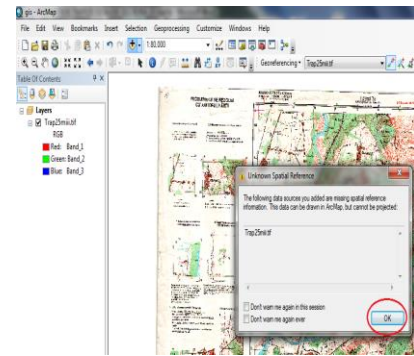 gis - ArcMap
File Edit View Bookmarks Insert Selection Geoprocessing Customize Windows Help
1:80,000
Georeferencing Trap25mii.tif
Table Of Contents
Layers
Trap25mii.tif
RGB
Red: Band_1
Green: Band_2
Blue: Band_3
Unknown Spatial Reference
The following data sources you added are missing spatial reference
information. This data can be drawn in ArcMap, but cannot be projected:
Trap25mii.tif
Don't warn me again in this session
Don't warn me again ever
OK